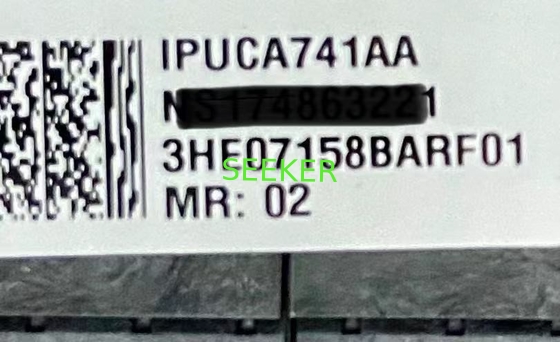 IPUCA741AA
3HE07158BARF01
SEEKER
MR: 02